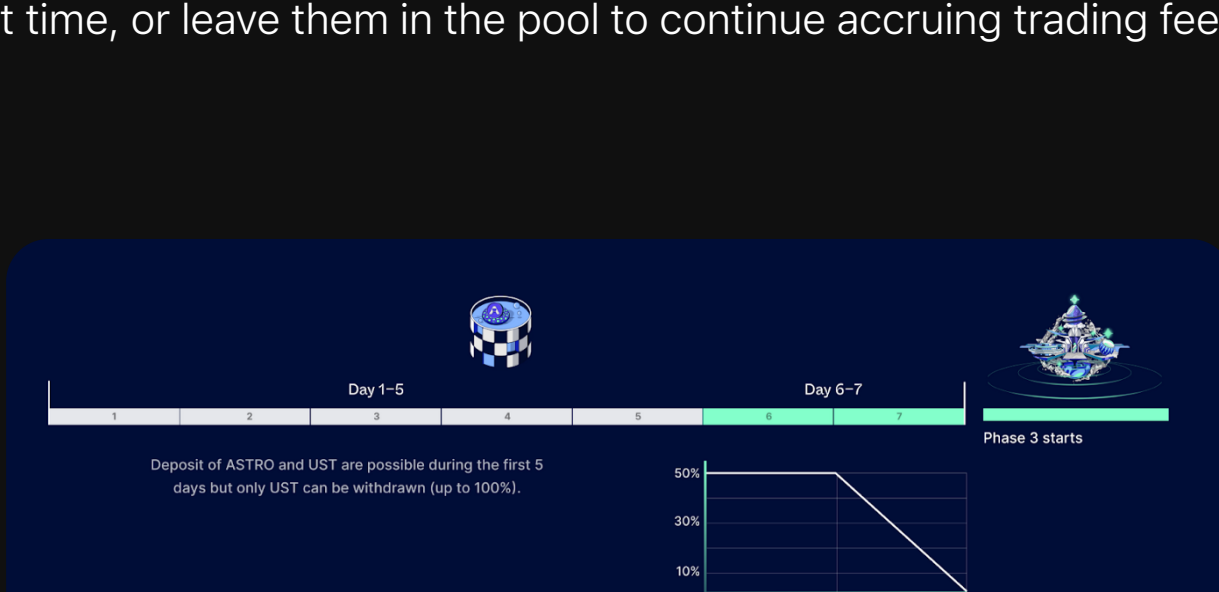 t time, or leave them in the pool to continue accruing trading fee
Day 1–5
Day 6–7
1 2 3 4 5 6 7
Phase 3 starts
Deposit of ASTRO and UST are possible during the first 5
days but only UST can be withdrawn (up to 100%).
50%
30%
10%